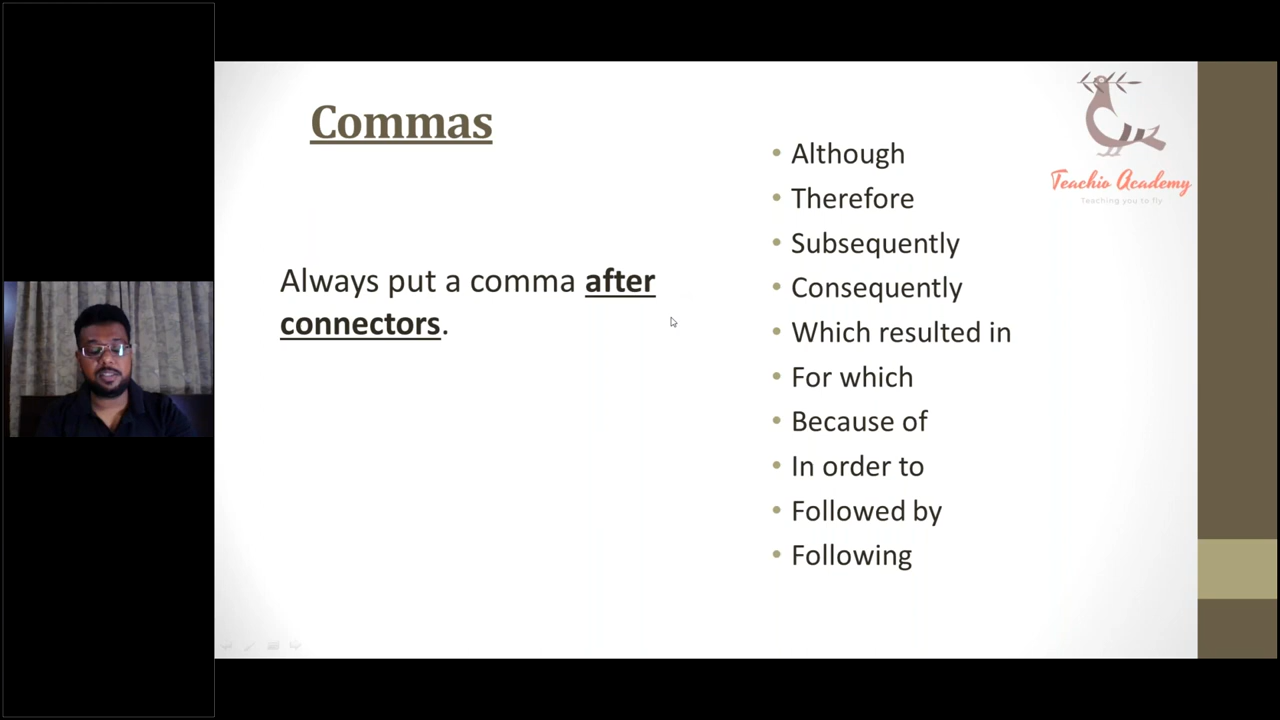 Commas
Always put a comma after
connectors.
• Although
• Therefore
• Subsequently
• Consequently
• Which resulted in
• For which
• Because of
• In order to
• Followed by
• Following
Teachio Academy
Teaching you to fly